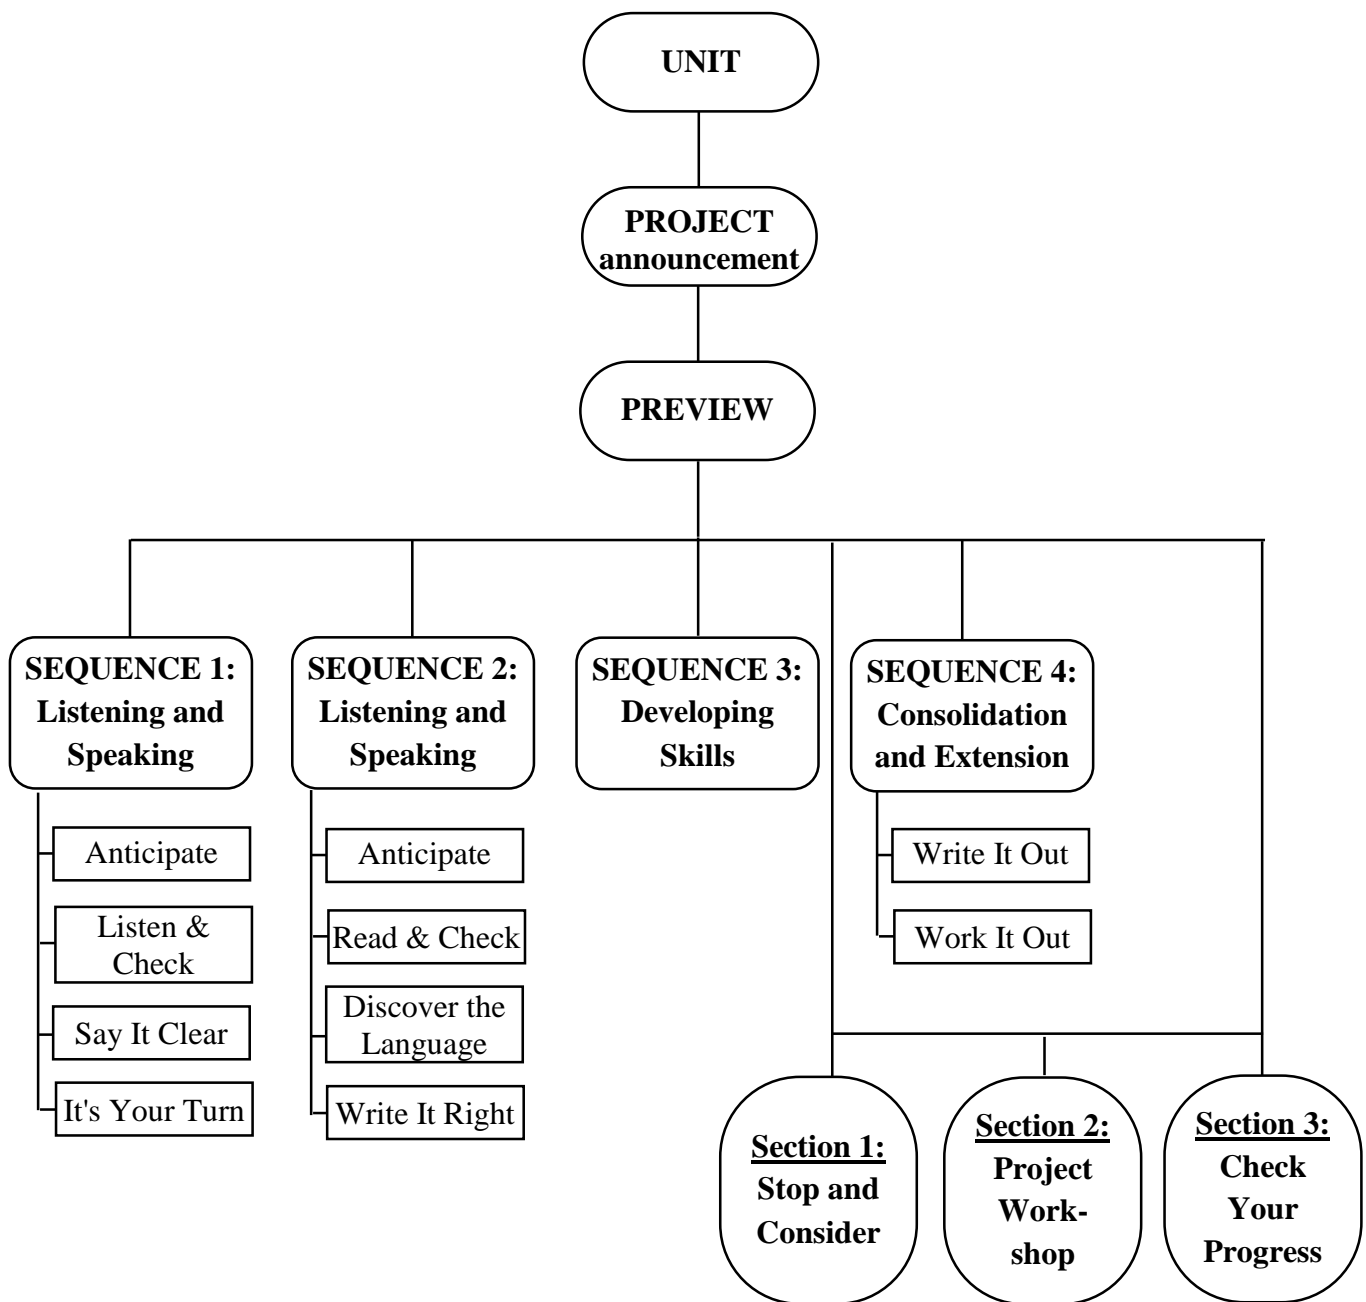 UNIT
PROJECT
announcement
PREVIEW
SEQUENCE 1:
Listening and
Speaking
Anticipate
Listen &
Check
Say It Clear
It's Your Turn
SEQUENCE 2:
Listening and
Speaking
Anticipate
Read & Check
Discover the
Language
Write It Right
SEQUENCE 3:
Developing
Skills
SEQUENCE 4:
Consolidation
and Extension
Write It Out
Work It Out
Section 1:
Stop and
Consider
Section 2:
Project
Work-
shop
Section 3:
Check
Your
Progress